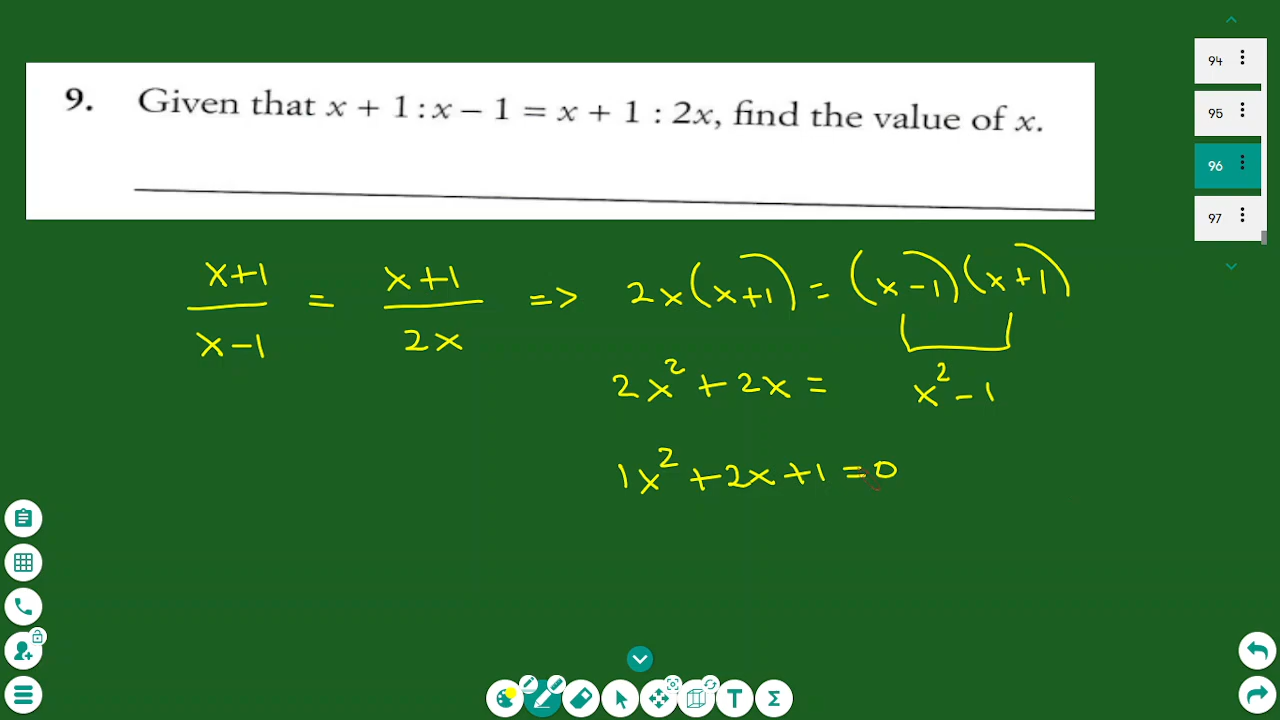 9. Given that x + 1 : x − 1 = x + 1 : 2x, find the value of x.
x+1/x−1 = x+1/2x => 2x(x+1) = (x−1)(x+1)
2x² + 2x = x² − 1
1x² + 2x + 1 = 0
94
95
96
97
T Σ